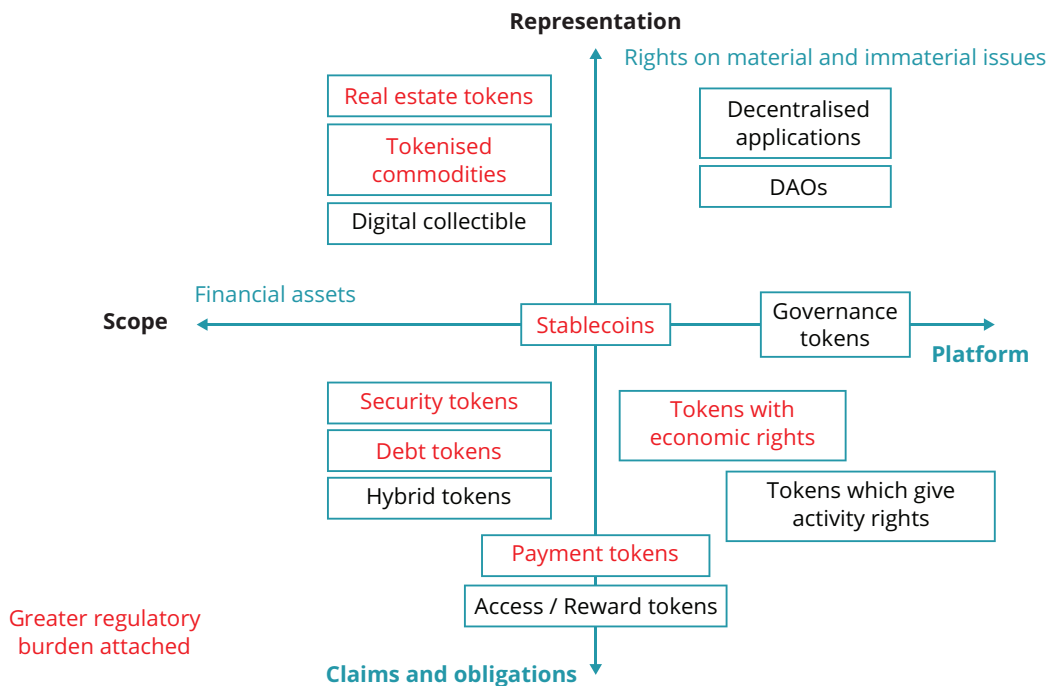 Representation
Rights on material and immaterial issues
Real estate tokens
Tokenised
commodities
Digital collectible
Decentralised
applications
DAOs
Financial assets
Scope
Stablecoins
Governance
tokens
Platform
Security tokens
Debt tokens
Hybrid tokens
Tokens with
economic rights
Tokens which give
activity rights
Payment tokens
Access / Reward tokens
Greater regulatory
burden attached
Claims and obligations